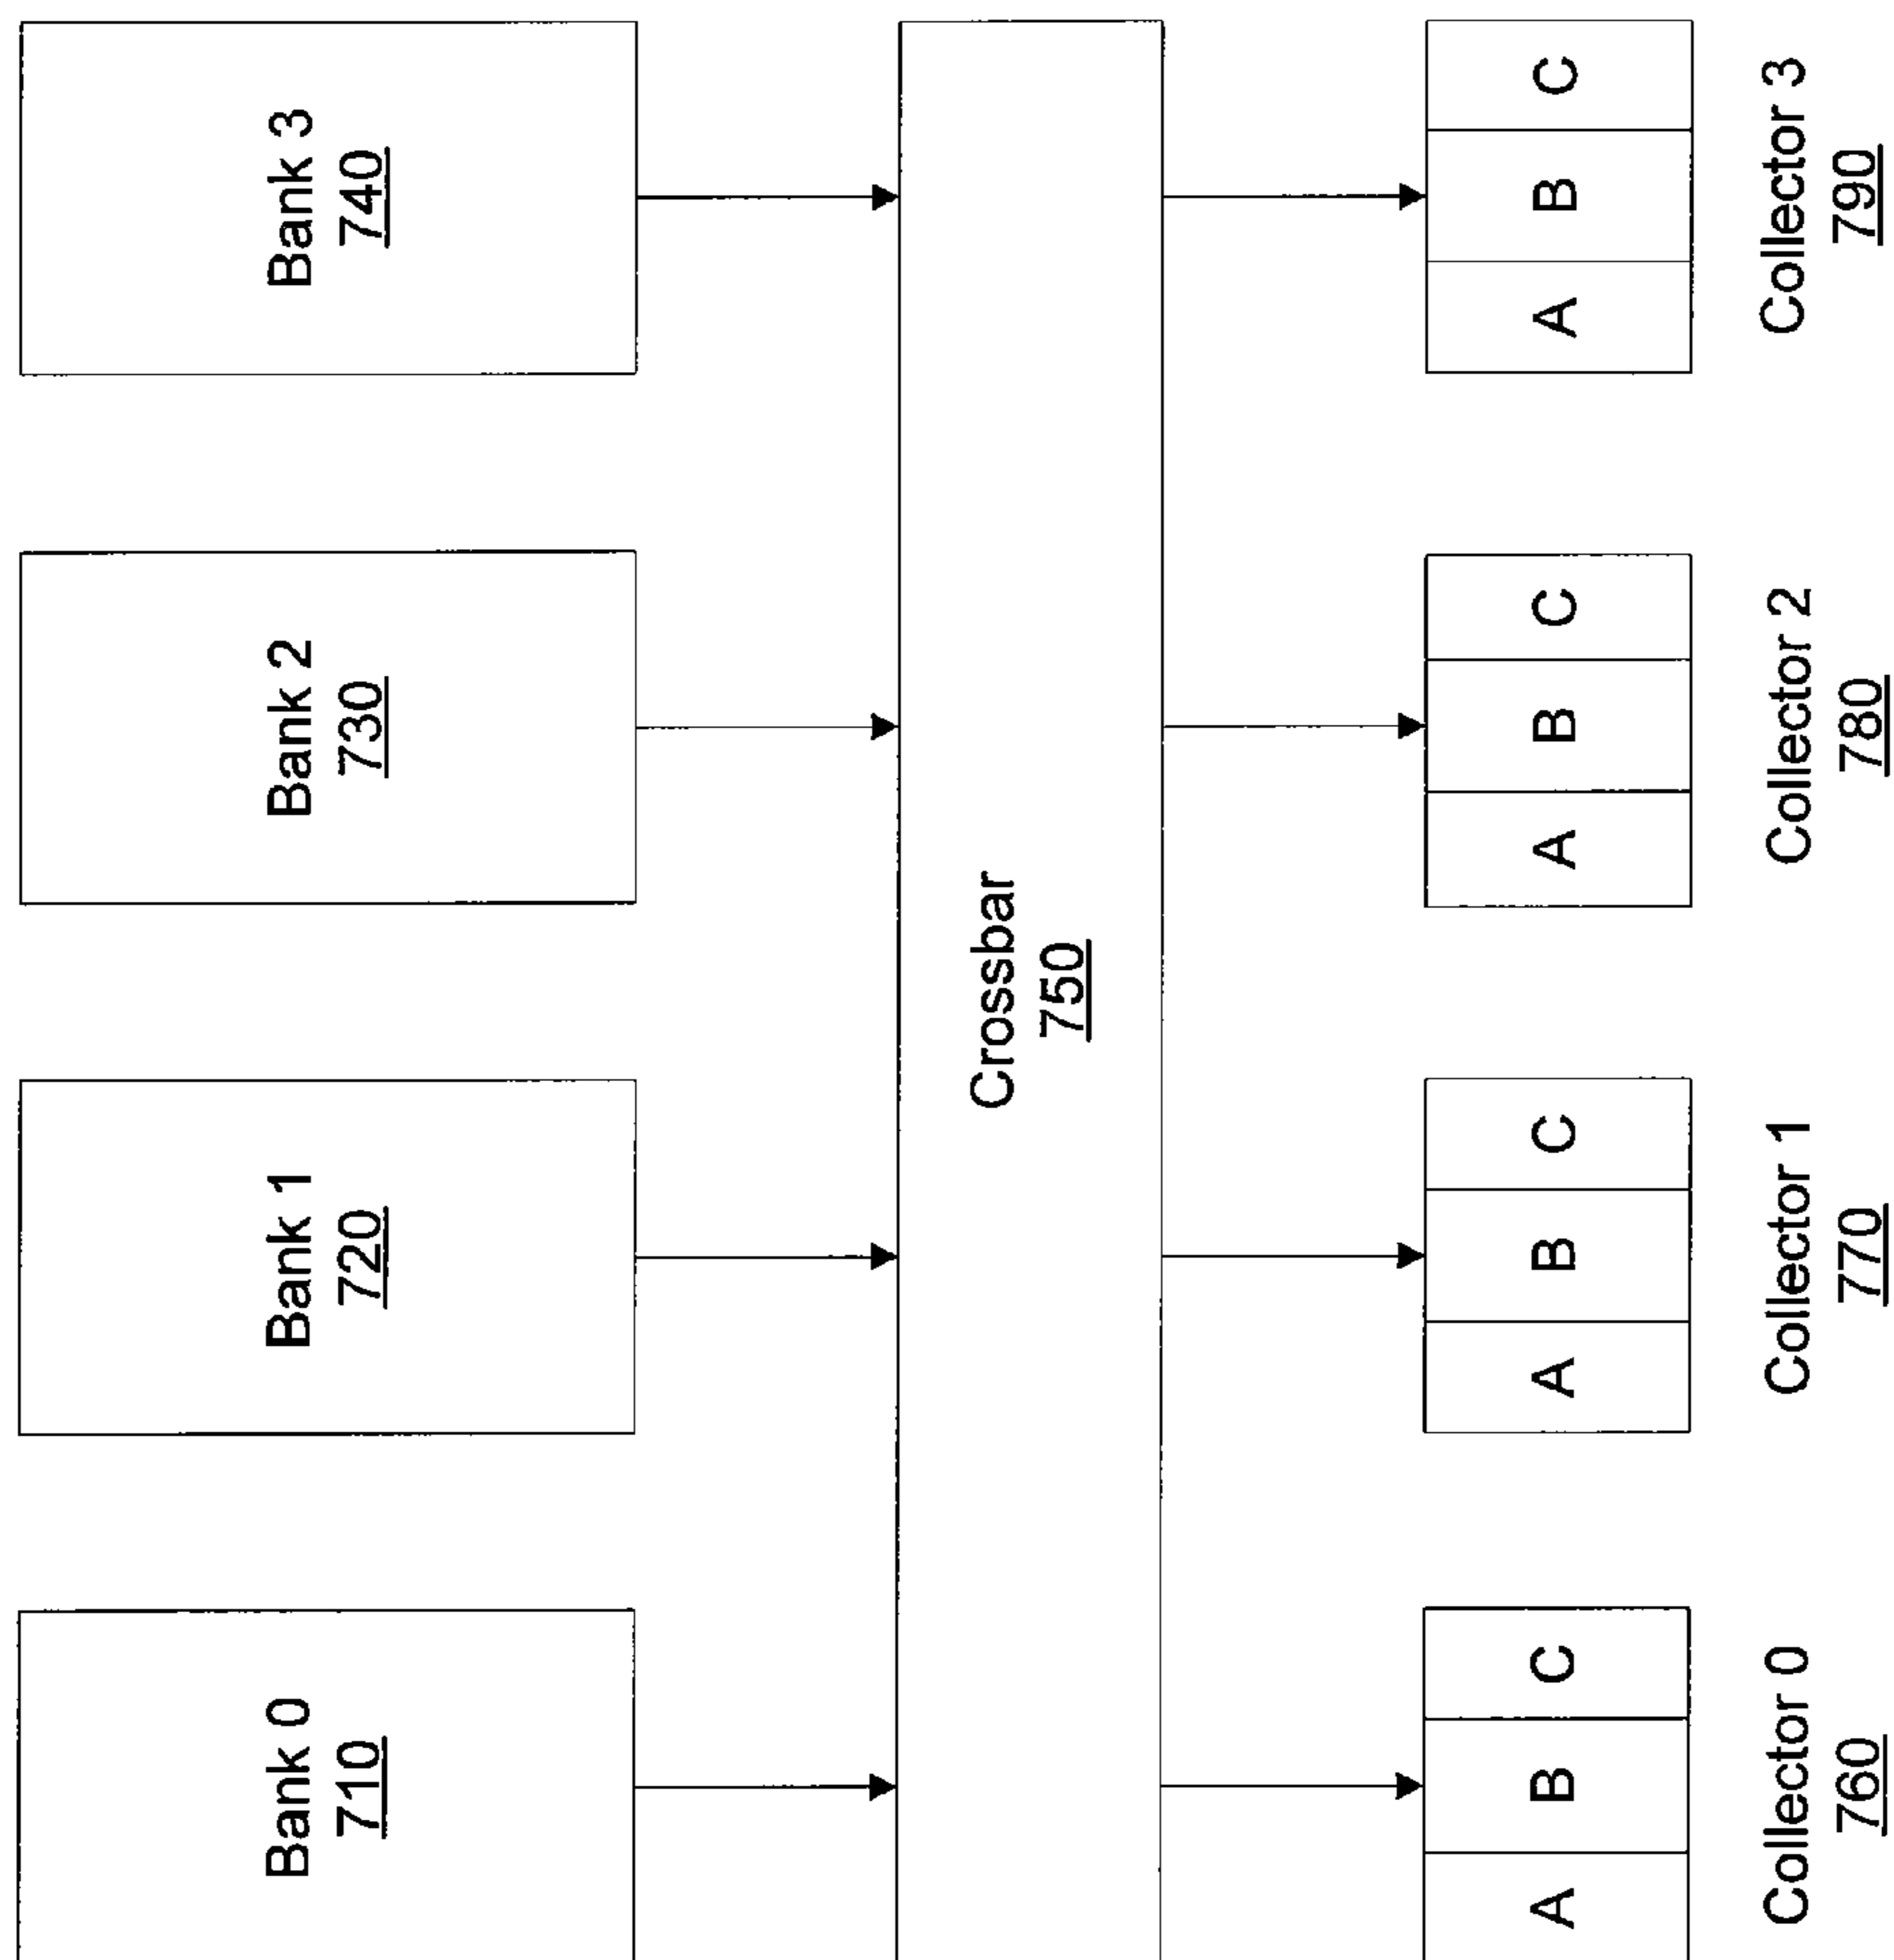 Bank 0
710
Bank 1
720
Bank 2
730
Bank 3
740
Crossbar
750
A B C
A B C
A B C
A B C
Collector 0
760
Collector 1
770
Collector 2
780
Collector 3
790